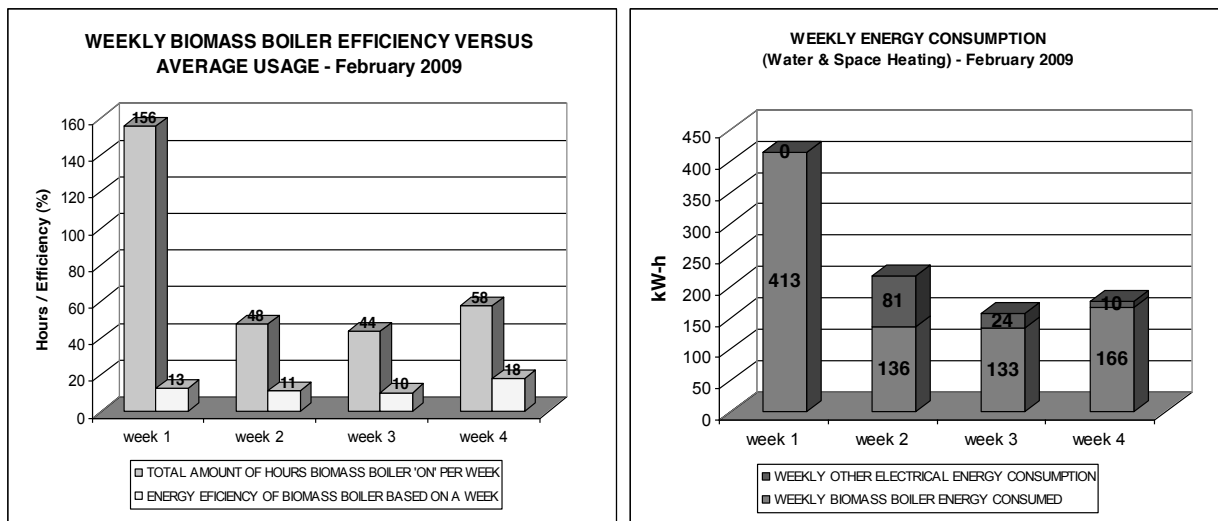 WEEKLY BIOMASS BOILER EFFICIENCY VERSUS
AVERAGE USAGE - February 2009
Hours / Efficiency (%)
160
140
120
100
80
60
40
20
0
156
13
48
11
44
10
58
18
week 1
week 2
week 3
week 4
TOTAL AMOUNT OF HOURS BIOMASS BOILER 'ON' PER WEEK
ENERGY EFICIENCY OF BIOMASS BOILER BASED ON A WEEK
WEEKLY ENERGY CONSUMPTION
(Water & Space Heating) - February 2009
kW-h
450
400
350
300
250
200
150
100
50
0
0
413
81
136
24
133
10
166
week 1
week 2
week 3
week 4
WEEKLY OTHER ELECTRICAL ENERGY CONSUMPTION
WEEKLY BIOMASS BOILER ENERGY CONSUMED